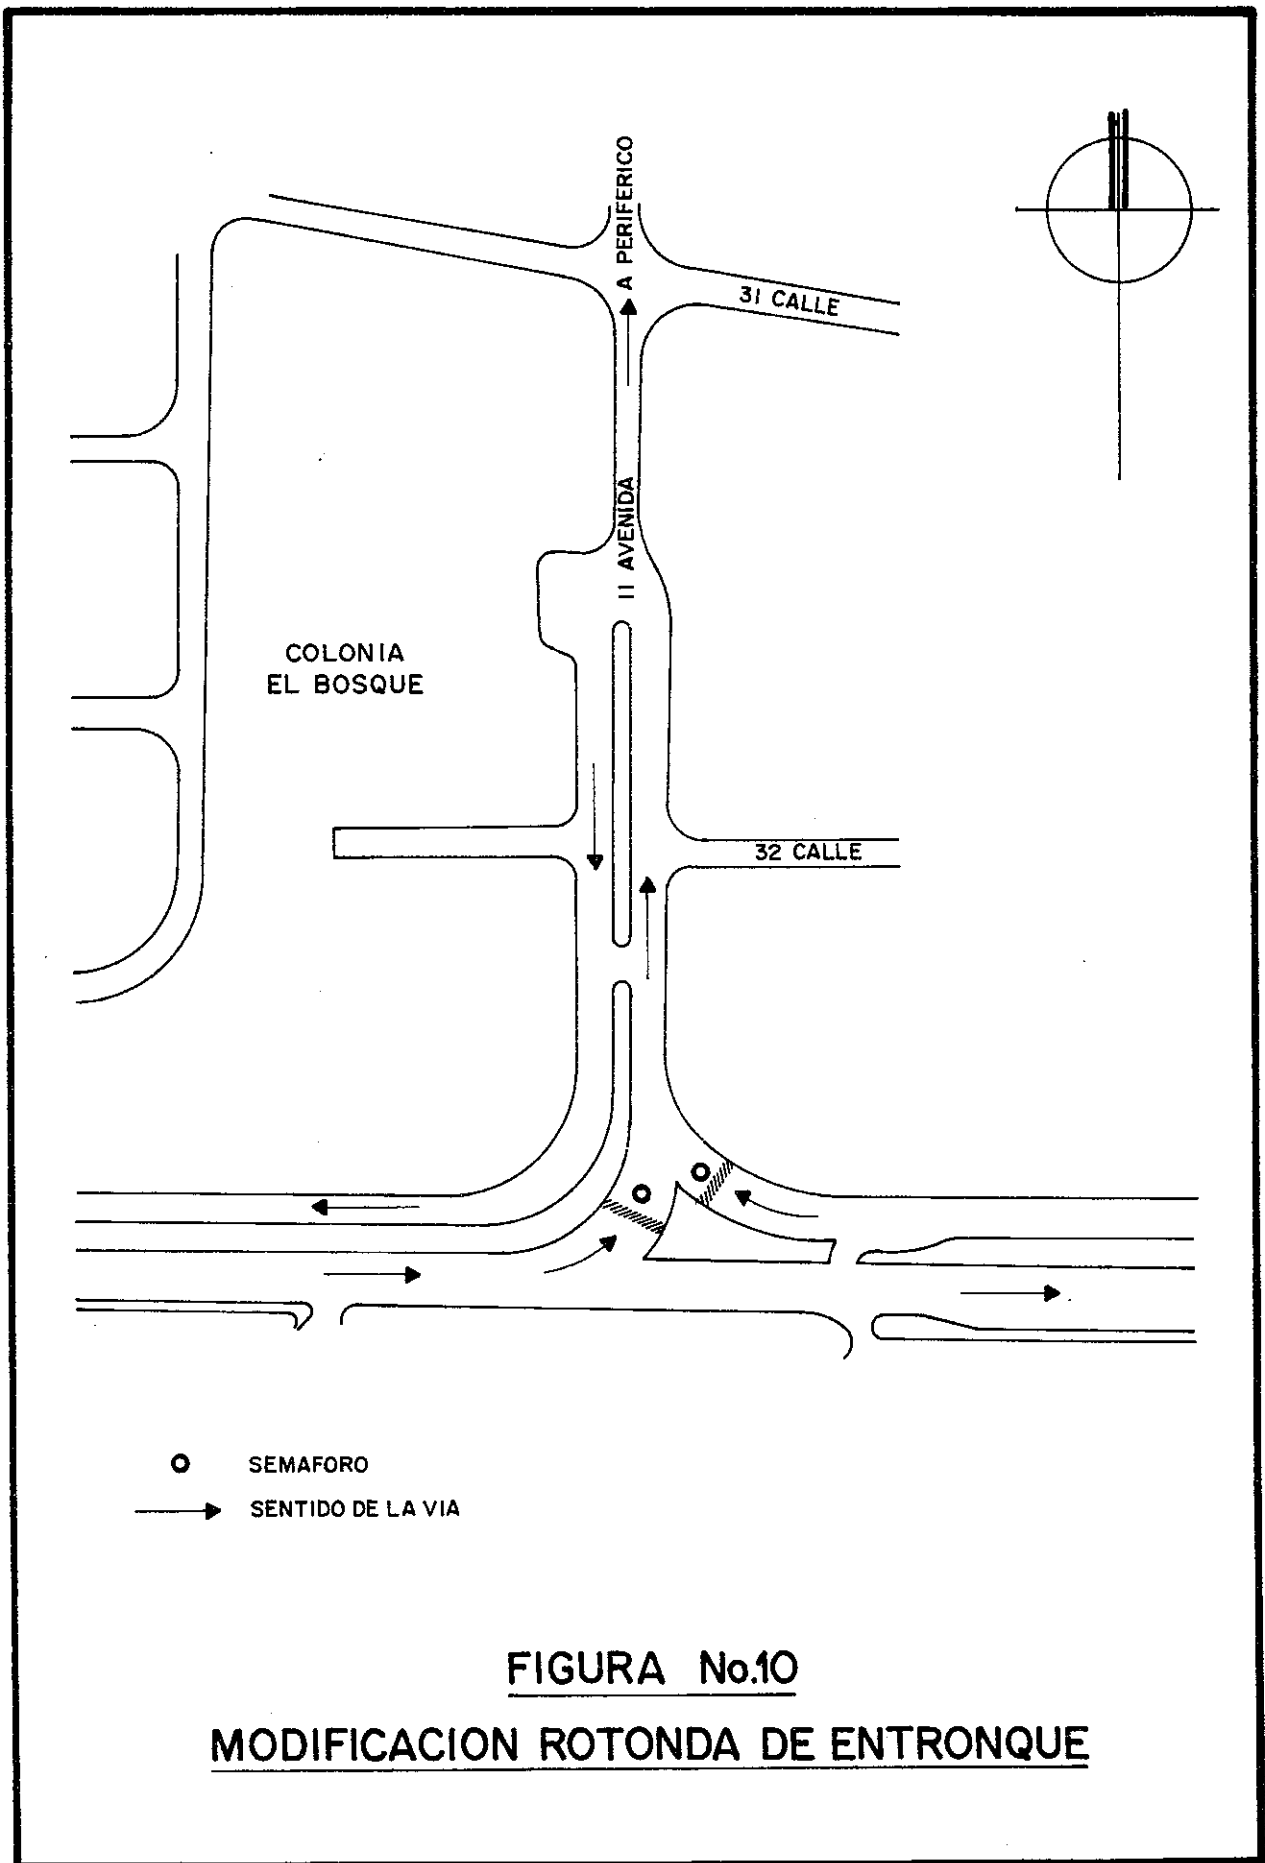 A PERIFERICO
31 CALLE
11 AVENIDA
COLONIA
EL BOSQUE
32 CALLE
SEMAFORO
SENTIDO DE LA VIA
FIGURA No.10
MODIFICACION ROTONDA DE ENTRONQUE